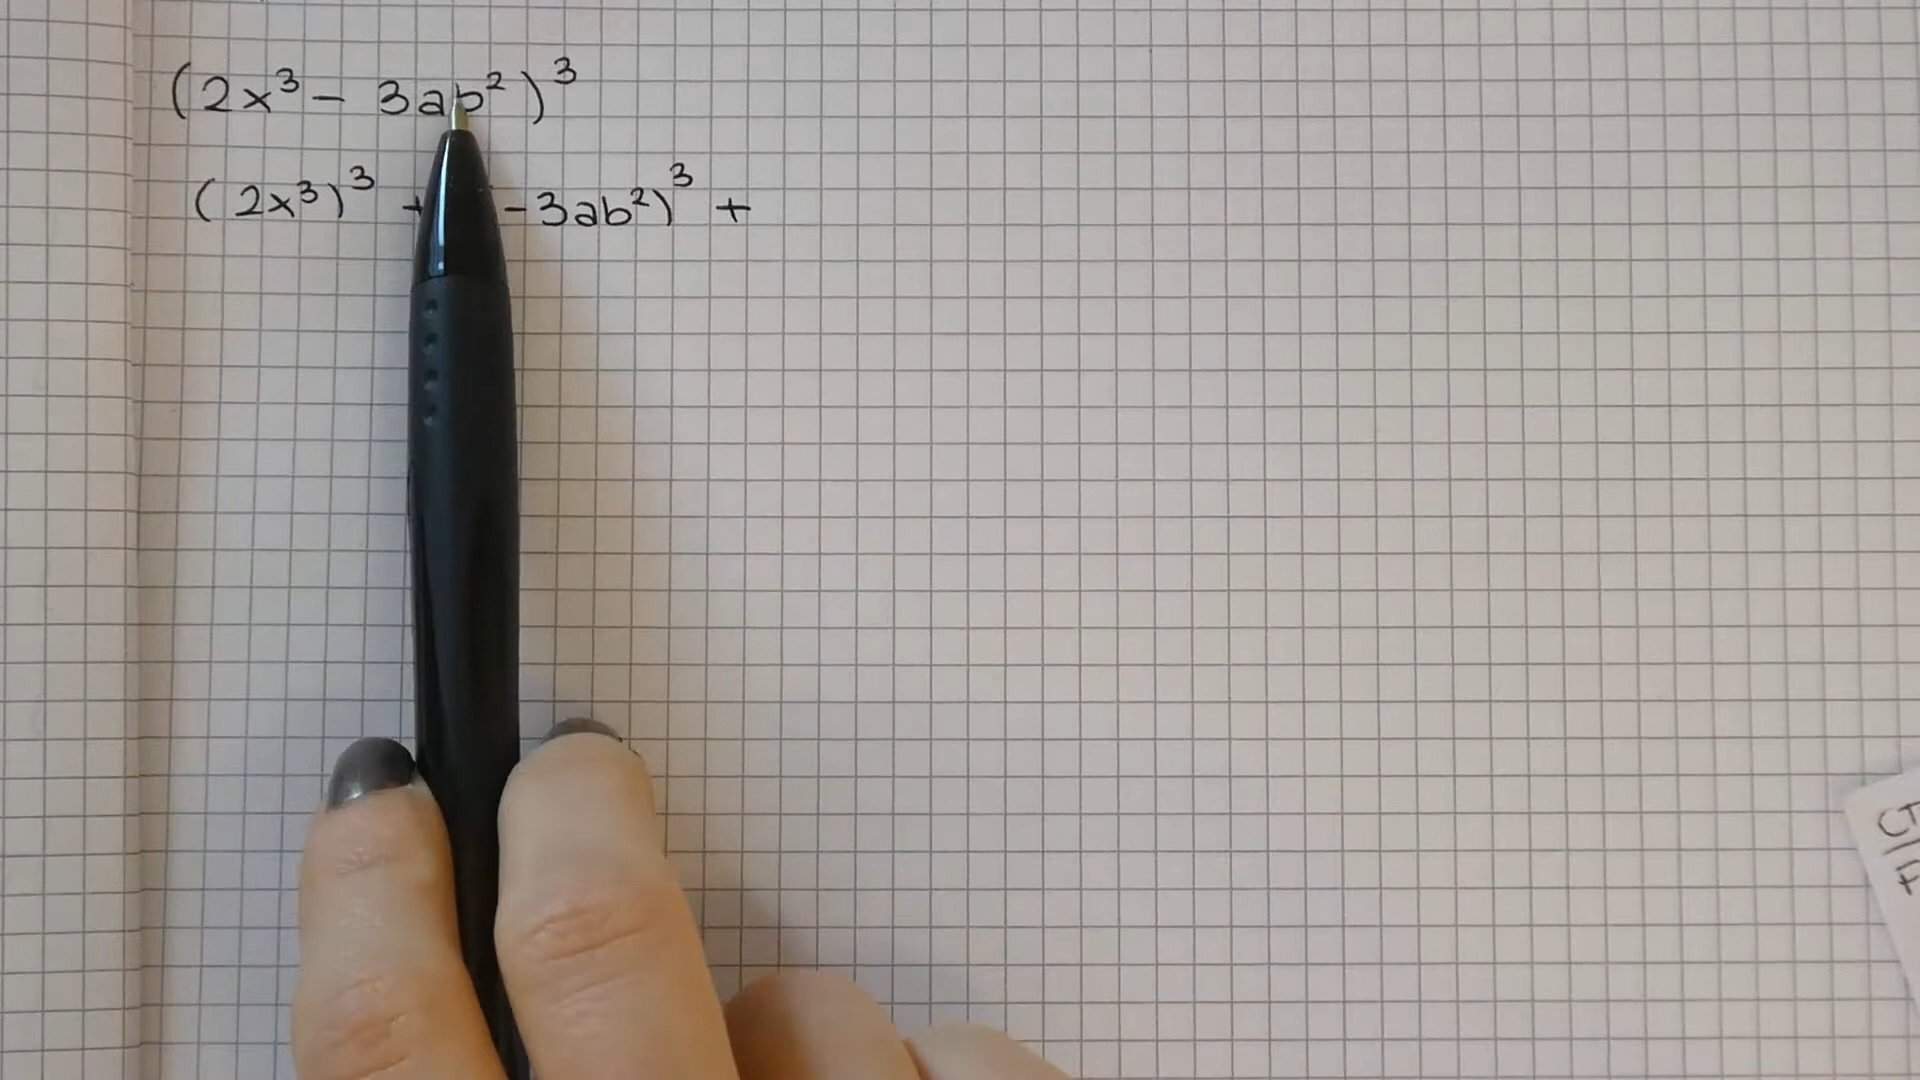 (2x³ - 3ab²)³
(2x³)³ + -3ab²)³ +